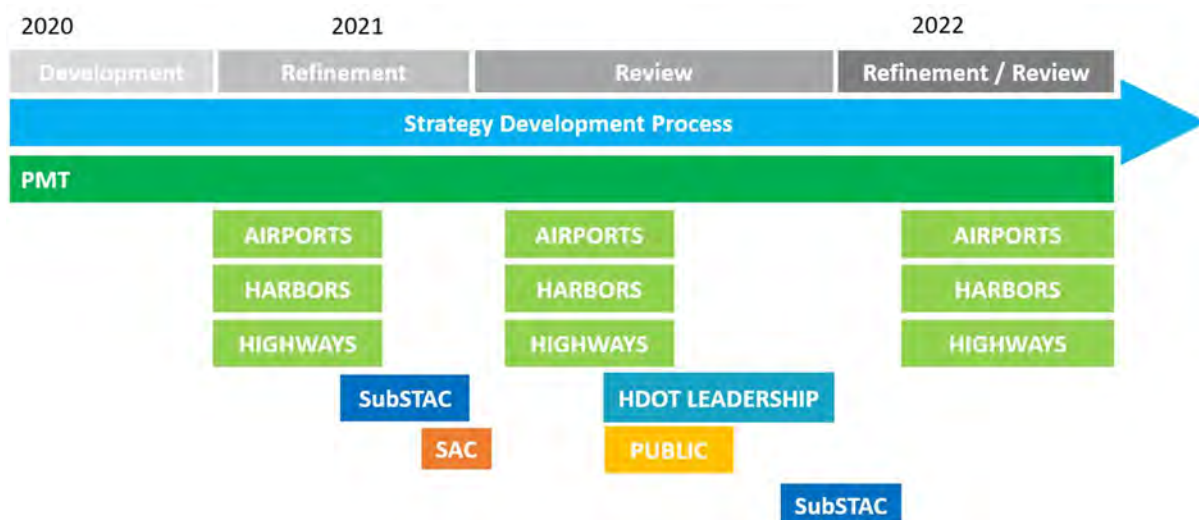 2020 2021 2022
Development Refinement Review Refinement / Review
Strategy Development Process
PMT
AIRPORTS AIRPORTS AIRPORTS
HARBORS HARBORS HARBORS
HIGHWAYS HIGHWAYS HIGHWAYS
SubSTAC HDOT LEADERSHIP
SAC PUBLIC
SubSTAC